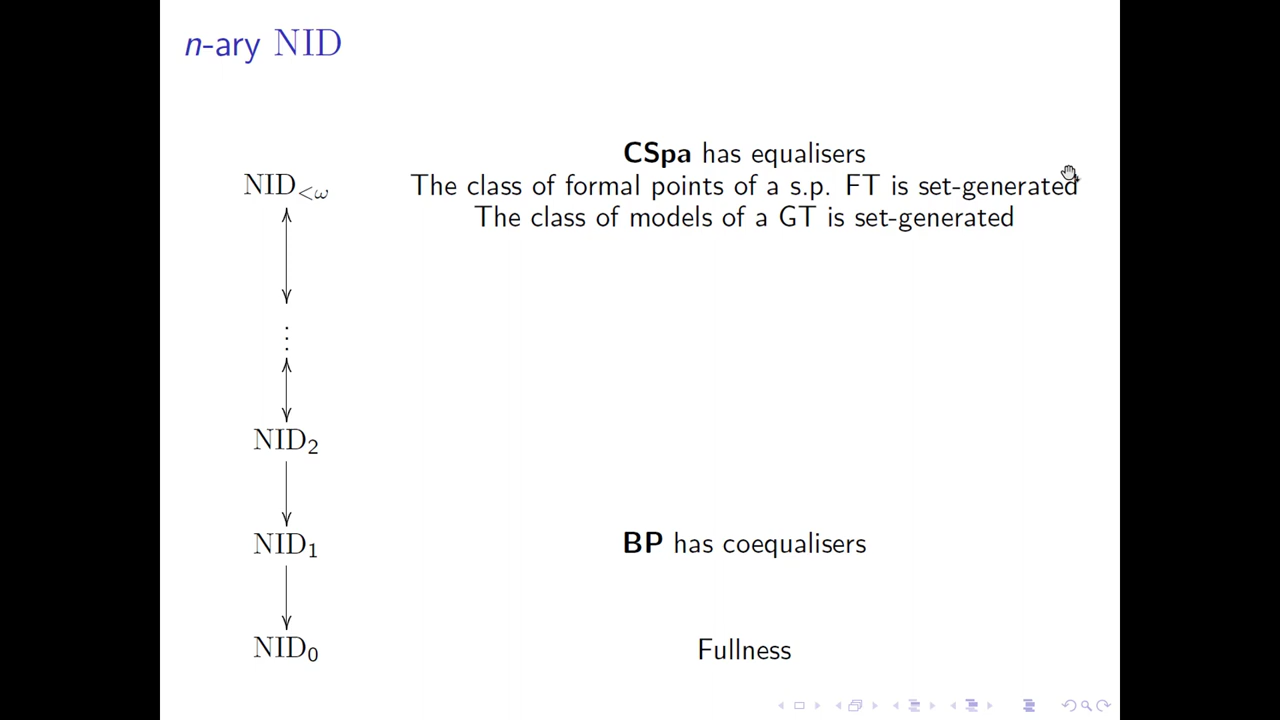 n-ary NID
CSpa has equalisers
NID<ω The class of formal points of a s.p. FT is set-generated
The class of models of a GT is set-generated
⋮
NID₂
NID₁ BP has coequalisers
NID₀ Fullness